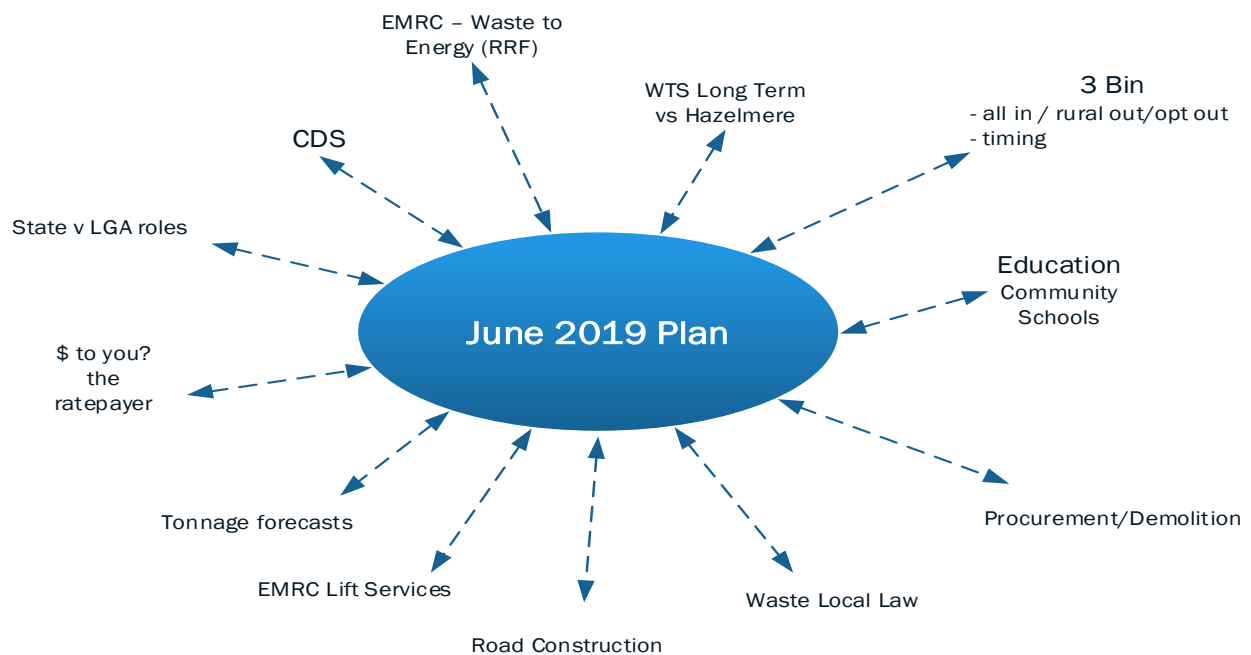 EMRC – Waste to
Energy (RRF)
WTS Long Term
vs Hazelmere
3 Bin
- all in / rural out/opt out
- timing
CDS
State v LGA roles
Education
Community
Schools
June 2019 Plan
$ to you?
the
ratepayer
Tonnage forecasts
Procurement/Demolition
EMRC Lift Services
Waste Local Law
Road Construction